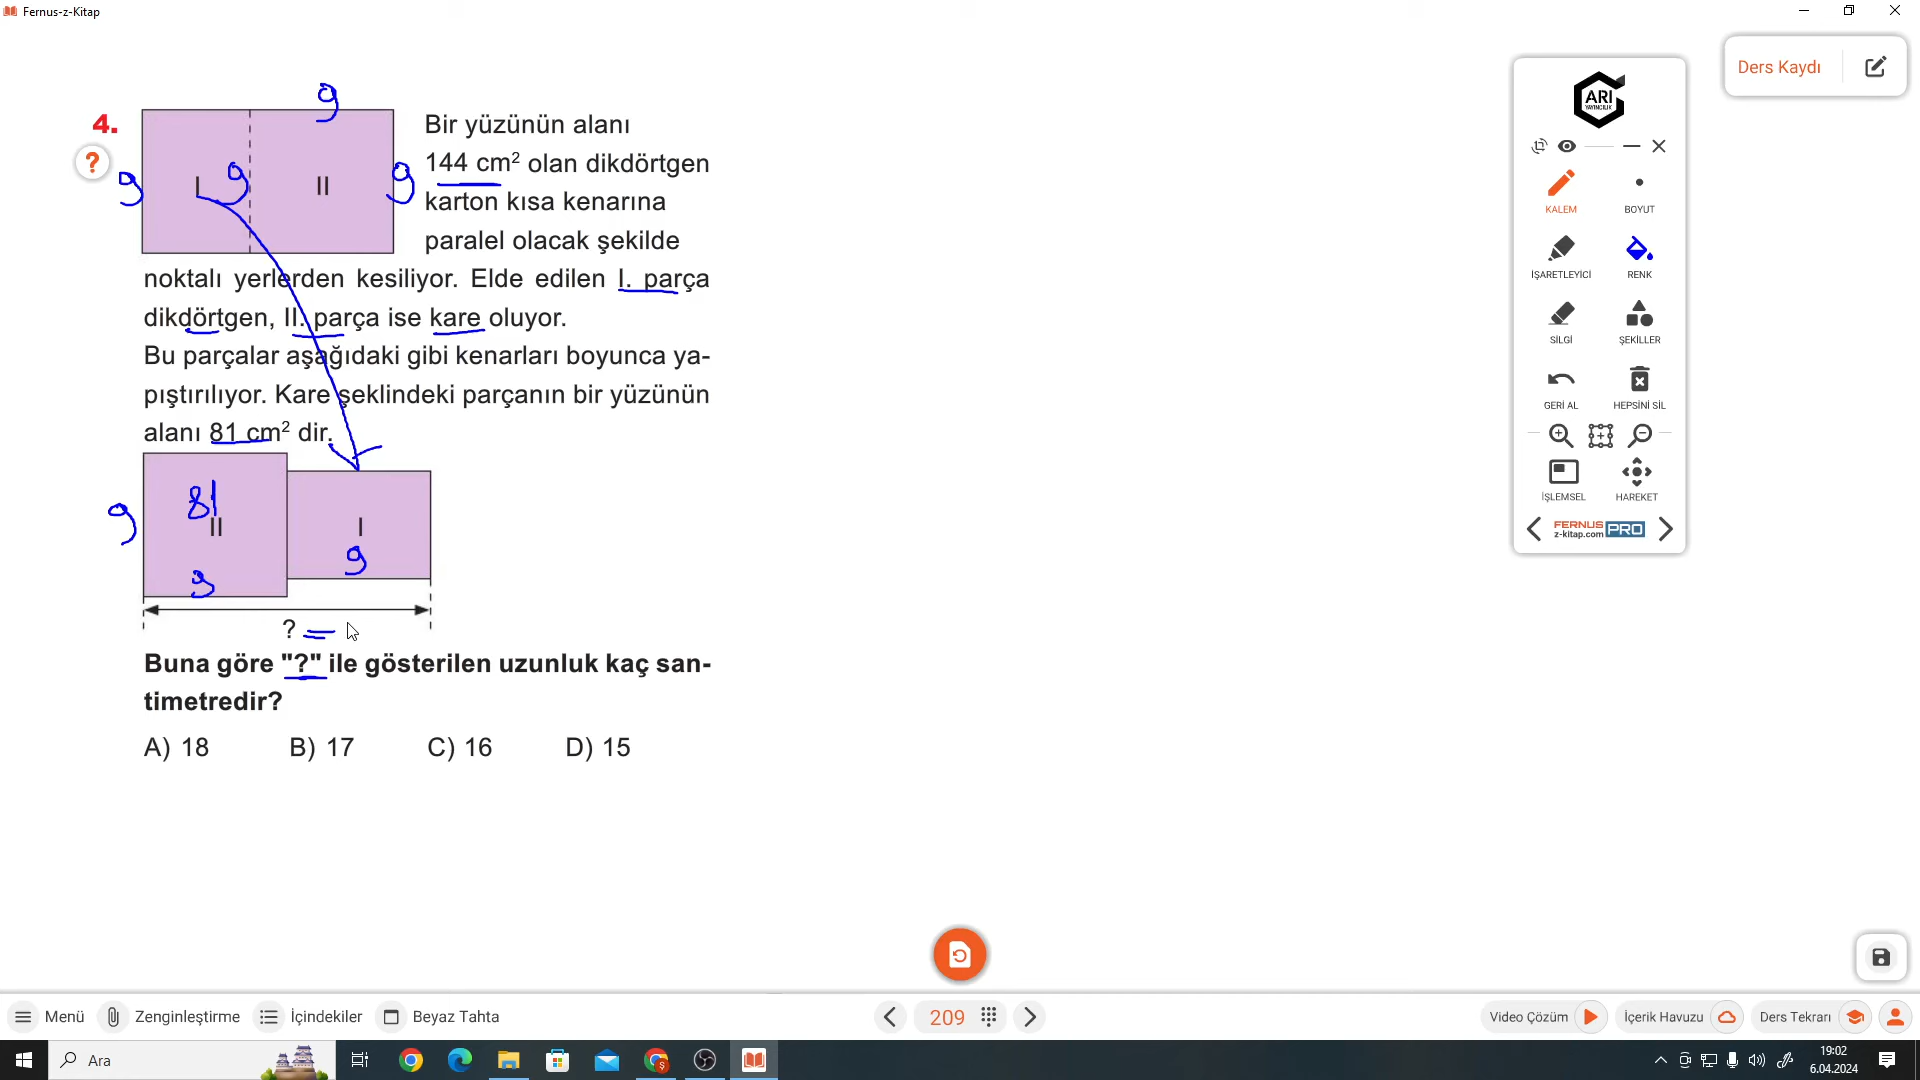 Fernus-z-Kitap
Ders Kaydı
9
4.
?
I
9
II
9
9
Bir yüzünün alanı
144 cm² olan dikdörtgen
karton kısa kenarına
paralel olacak şekilde
noktalı yerlerden kesiliyor. Elde edilen I. parça
dikdörtgen, II. parça ise kare oluyor.
Bu parçalar aşağıdaki gibi kenarları boyunca ya-
pıştırılıyor. Kare şeklindeki parçanın bir yüzünün
alanı 81 cm² dir.
81
9
II
I
9
9
? =
Buna göre "?" ile gösterilen uzunluk kaç san-
timetredir?
A) 18 B) 17 C) 16 D) 15
ARI
YAYINCILIK
KALEM BOYUT
İŞARETLEYİCİ RENK
SİLGİ ŞEKİLLER
GERİ AL HEPSİNİ SİL
İŞLEMSEL HAREKET
FERNUS
z-kitap.com PRO
Menü Zenginleştirme İçindekiler Beyaz Tahta 209 Video Çözüm İçerik Havuzu Ders Tekrarı
Ara
19:02
6.04.2024